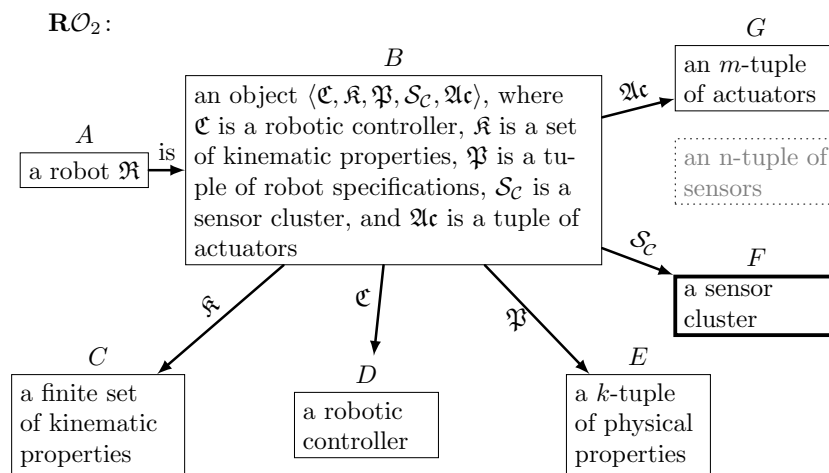 𝐑𝒪₂:
G
an m-tuple
of actuators
B
an object ⟨ℭ, 𝔎, 𝔓, 𝒮_𝒞, 𝔄𝔠⟩, where
ℭ is a robotic controller, 𝔎 is a set
of kinematic properties, 𝔓 is a tu-
ple of robot specifications, 𝒮_𝒞 is a
sensor cluster, and 𝔄𝔠 is a tuple of
actuators
𝔄𝔠
A
a robot ℜ
is
an n-tuple of
sensors
𝒮_𝒞
F
a sensor
cluster
𝔎
ℭ
𝔓
C
a finite set
of kinematic
properties
D
a robotic
controller
E
a k-tuple
of physical
properties